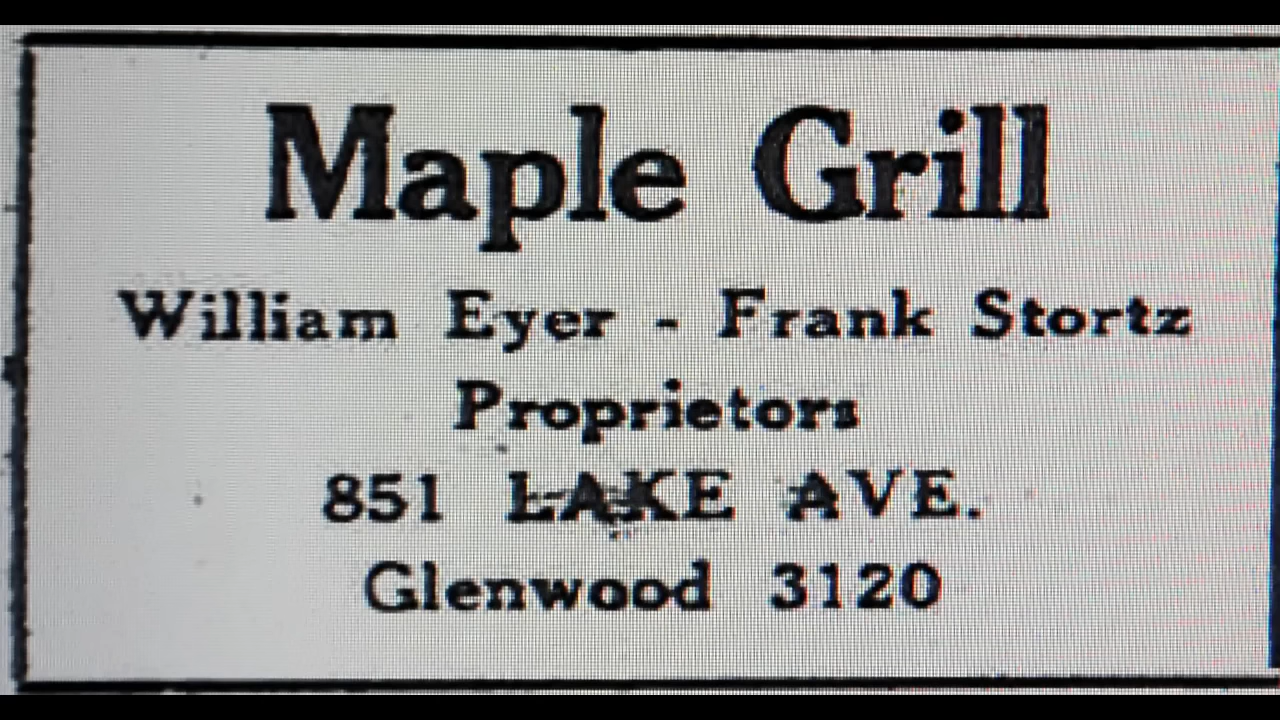 Maple Grill
William Eyer - Frank Stortz
Proprietors
851 LAKE AVE.
Glenwood 3120